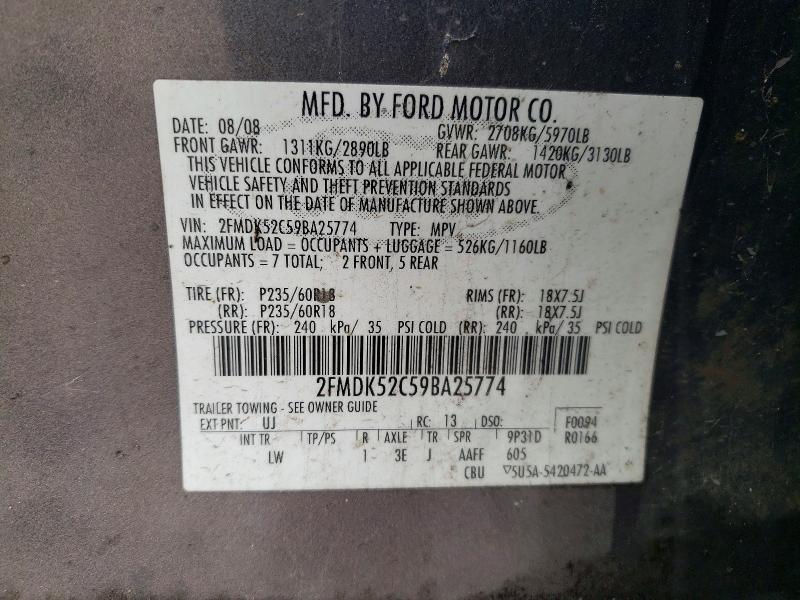 MFD. BY FORD MOTOR CO.
DATE: 08/08 GVWR: 2708KG/5970LB
FRONT GAWR: 1311KG/2890LB REAR GAWR: 1420KG/3130LB
THIS VEHICLE CONFORMS TO ALL APPLICABLE FEDERAL MOTOR
VEHICLE SAFETY AND THEFT PREVENTION STANDARDS
IN EFFECT ON THE DATE OF MANUFACTURE SHOWN ABOVE.
VIN: 2FMDK52C59BA25774 TYPE: MPV
MAXIMUM LOAD = OCCUPANTS + LUGGAGE = 526KG/1160LB
OCCUPANTS = 7 TOTAL; 2 FRONT, 5 REAR
TIRE (FR): P235/60R18 RIMS (FR): 18X7.5J
(RR): P235/60R18 (RR): 18X7.5J
PRESSURE (FR): 240 kPa/ 35 PSI COLD (RR): 240 kPa/ 35 PSI COLD
2FMDK52C59BA25774
TRAILER TOWING - SEE OWNER GUIDE
EXT PNT: UJ RC: 13 DSO: F0094
INT TR TP/PS R AXLE TR SPR 9P31D R0166
LW 1 3E J AAFF 605
CBU 5U5A-5420472-AA